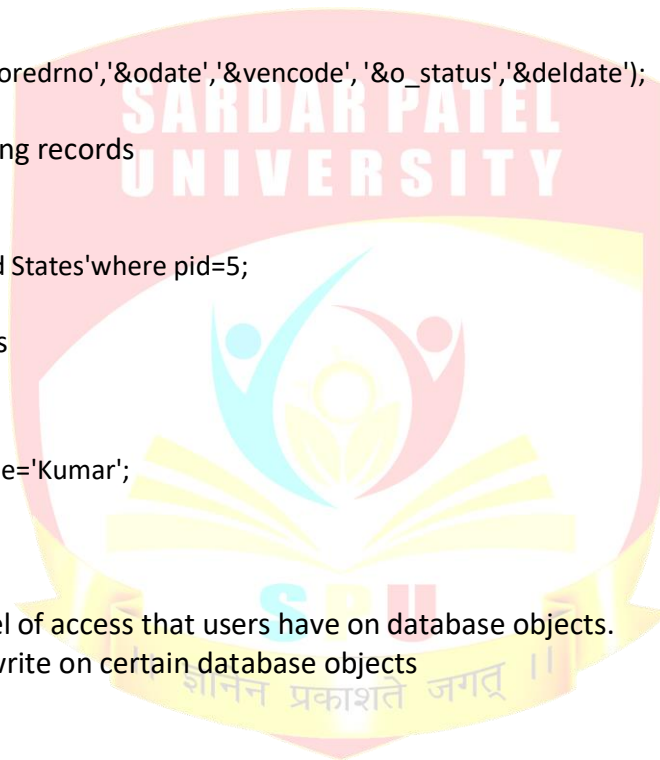 oredrno','&odate','&vencode', '&o_status','&deldate');
SARDAR PATEL
ng records
UNIVERSITY
d States'where pid=5;
s
e='Kumar';
SPU
el of access that users have on database objects.
write on certain database objects
।। ज्ञानेन प्रकाशते जगत् ।।